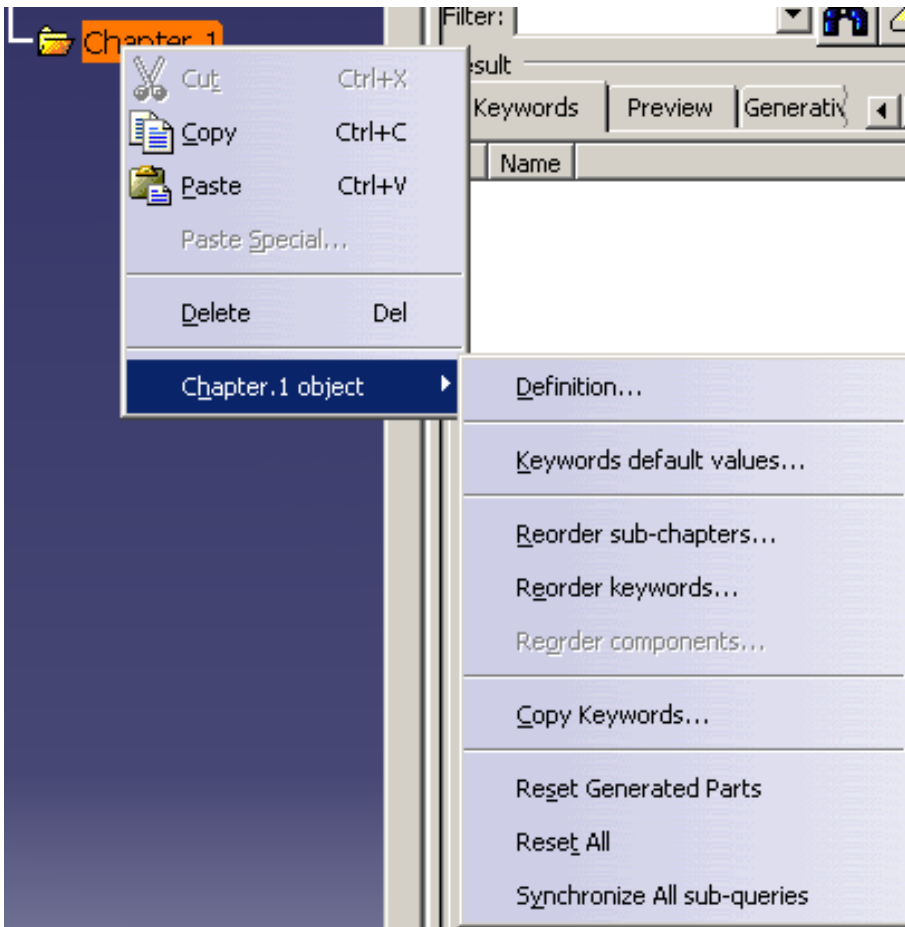 Filter:
Chapter.1
Cut Ctrl+X
Copy Ctrl+C
Paste Ctrl+V
Paste Special...
Delete Del
Chapter.1 object
sult
Keywords Preview Generativ
Name
Definition...
Keywords default values...
Reorder sub-chapters...
Reorder keywords...
Reorder components...
Copy Keywords...
Reset Generated Parts
Reset All
Synchronize All sub-queries